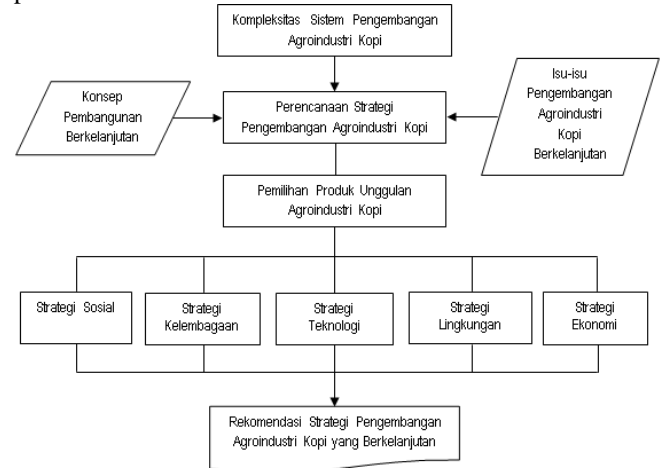 Kompleksitas Sistem Pengembangan
Agroindustri Kopi
Konsep
Pembangunan
Berkelanjutan
Perencanaan Strategi
Pengembangan Agroindustri Kopi
Isu-isu
Pengembangan
Agroindustri
Kopi
Berkelanjutan
Pemilihan Produk Unggulan
Agroindustri Kopi
Strategi Sosial
Strategi
Kelembagaan
Strategi
Teknologi
Strategi
Lingkungan
Strategi
Ekonomi
Rekomendasi Strategi Pengembangan
Agroindustri Kopi yang Berkelanjutan